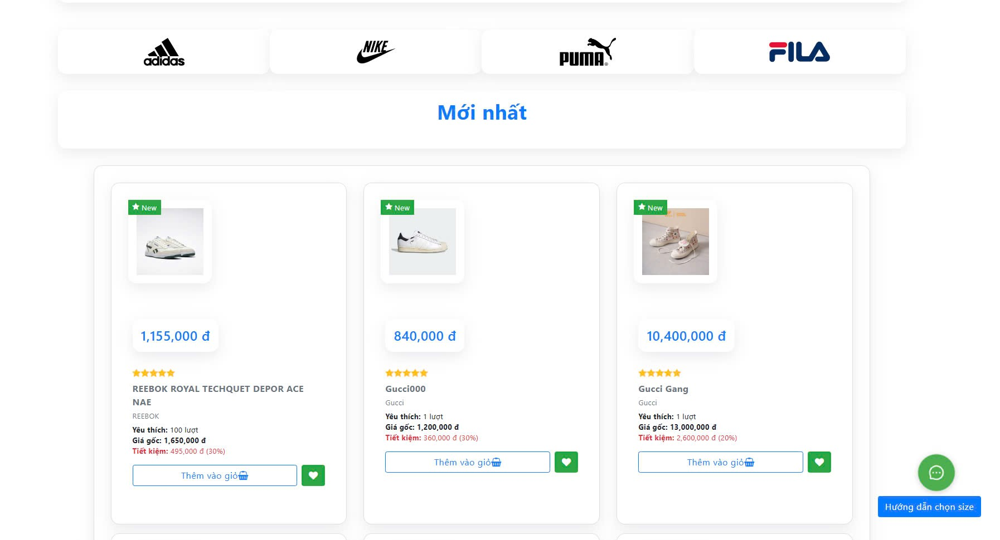 adidas
NIKE
PUMA®
FILA
Mới nhất
New
New
New
1,155,000 đ
840,000 đ
10,400,000 đ
REEBOK ROYAL TECHQUET DEPOR ACE
NAE
REEBOK
Yêu thích: 100 lượt
Giá gốc: 1,650,000 đ
Tiết kiệm: 495,000 đ (30%)
Thêm vào giỏ
Gucci000
Gucci
Yêu thích: 1 lượt
Giá gốc: 1,200,000 đ
Tiết kiệm: 360,000 đ (30%)
Thêm vào giỏ
Gucci Gang
Gucci
Yêu thích: 1 lượt
Giá gốc: 13,000,000 đ
Tiết kiệm: 2,600,000 đ (20%)
Thêm vào giỏ
Hướng dẫn chọn size